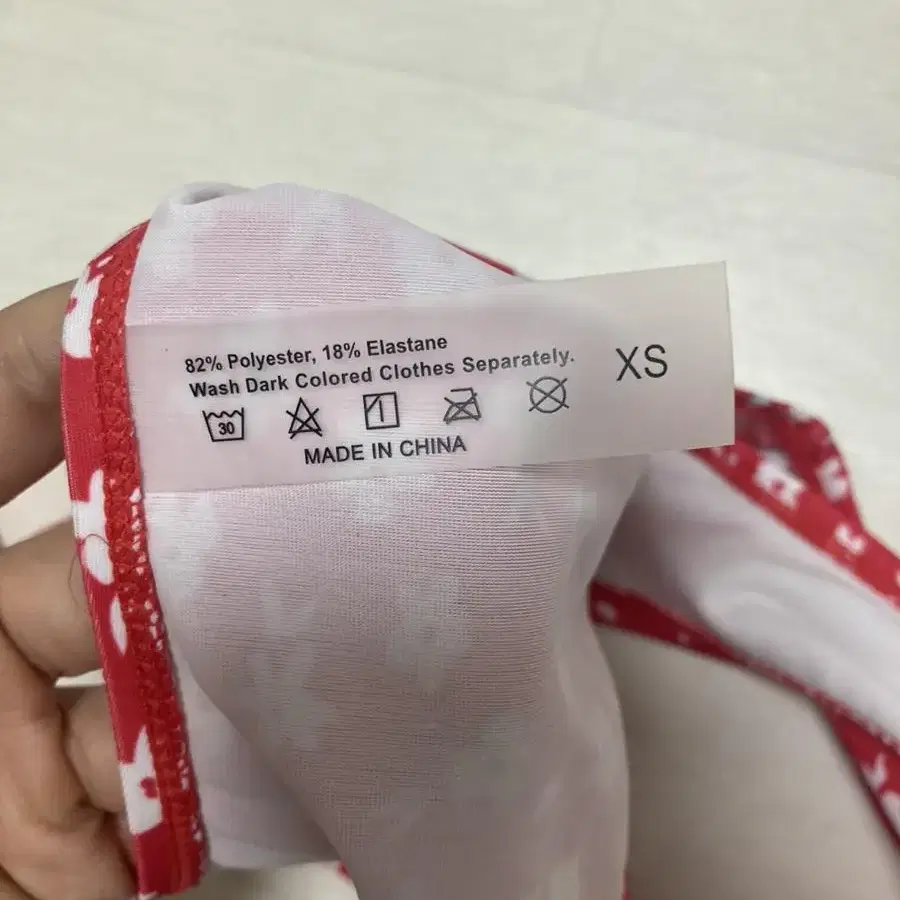 82% Polyester, 18% Elastane
Wash Dark Colored Clothes Separately.
XS
30
MADE IN CHINA